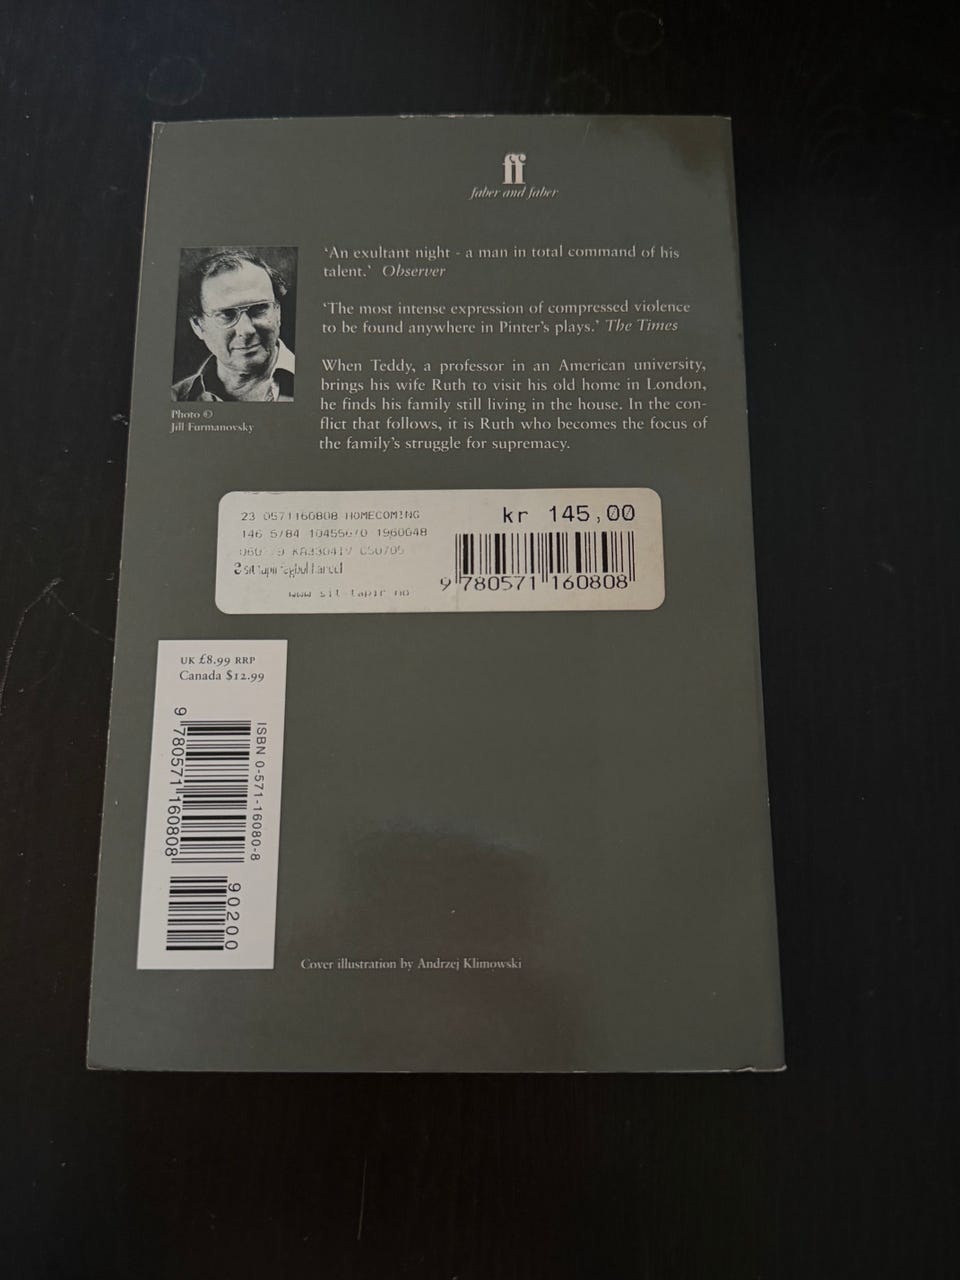 ff
faber and faber
'An exultant night - a man in total command of his
talent.' Observer
'The most intense expression of compressed violence
to be found anywhere in Pinter's plays.' The Times
When Teddy, a professor in an American university,
brings his wife Ruth to visit his old home in London,
he finds his family still living in the house. In the con-
flict that follows, it is Ruth who becomes the focus of
the family's struggle for supremacy.
Photo ©
Jill Furmanovsky
23 0571160808 HOMECOMING
146 5/84 1960048
kr 145,00
9 780571 160808
www
UK £8.99 RRP
Canada $12.99
ISBN 0-571-16080-8
9 780571 160808
90200
Cover illustration by Andrzej Klimowski